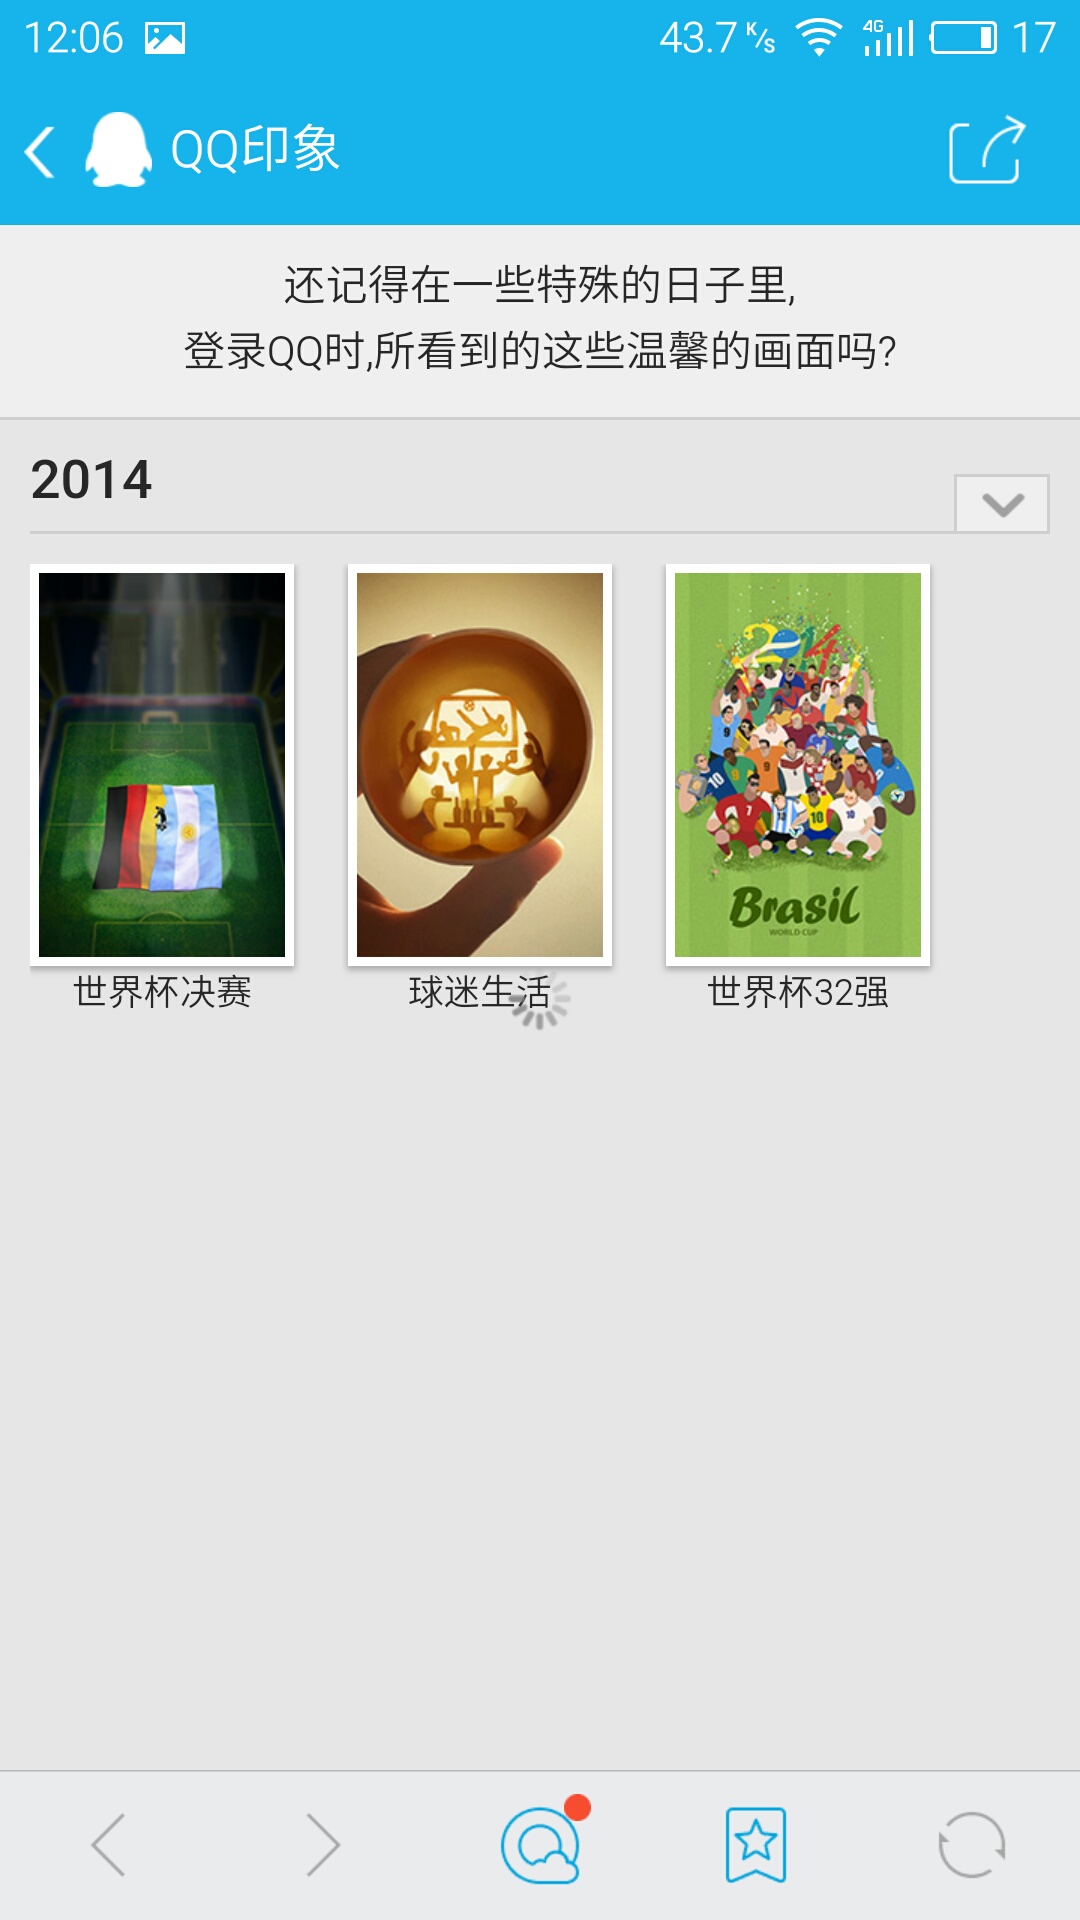 12:06
43.7 K/s 4G 17
QQ印象
还记得在一些特殊的日子里,
登录QQ时,所看到的这些温馨的画面吗?
2014
2014
Brasil
WORLD CUP
世界杯决赛
球迷生活
世界杯32强